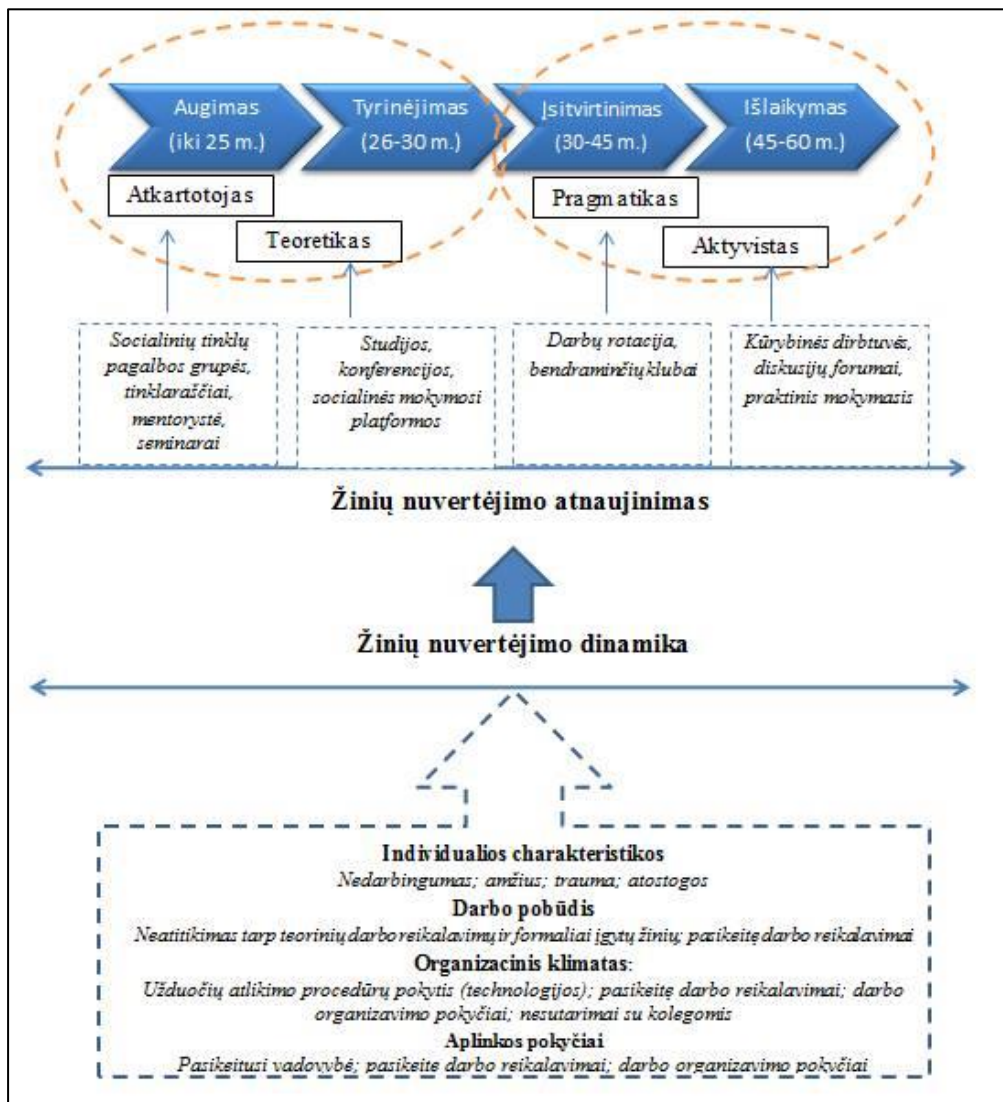 Augimas
(iki 25 m.)
Tyrinėjimas
(26-30 m.)
Įsitvirtinimas
(30-45 m.)
Išlaikymas
(45-60 m.)
Atkartotojas
Teoretikas
Pragmatikas
Aktyvistas
Socialinių tinklų
pagalbos grupės,
tinklaraščiai,
mentorystė,
seminarai
Studijos,
konferencijos,
socialinės mokymosi
platformos
Darbų rotacija,
bendraminčių klubai
Kūrybinės dirbtuvės,
diskusijų forumai,
praktinis mokymasis
Žinių nuvertėjimo atnaujinimas
Žinių nuvertėjimo dinamika
Individualios charakteristikos
Nedarbingumas; amžius; trauma; atostogos
Darbo pobūdis
Neatitikimas tarp teorinių darbo reikalavimų ir formaliai įgytų žinių; pasikeitę darbo reikalavimai
Organizacinis klimatas:
Užduočių atlikimo procedūrų pokytis (technologijos); pasikeitę darbo reikalavimai; darbo
organizavimo pokyčiai; nesutarimai su kolegomis
Aplinkos pokyčiai
Pasikeitusi vadovybė; pasikeite darbo reikalavimai; darbo organizavimo pokyčiai